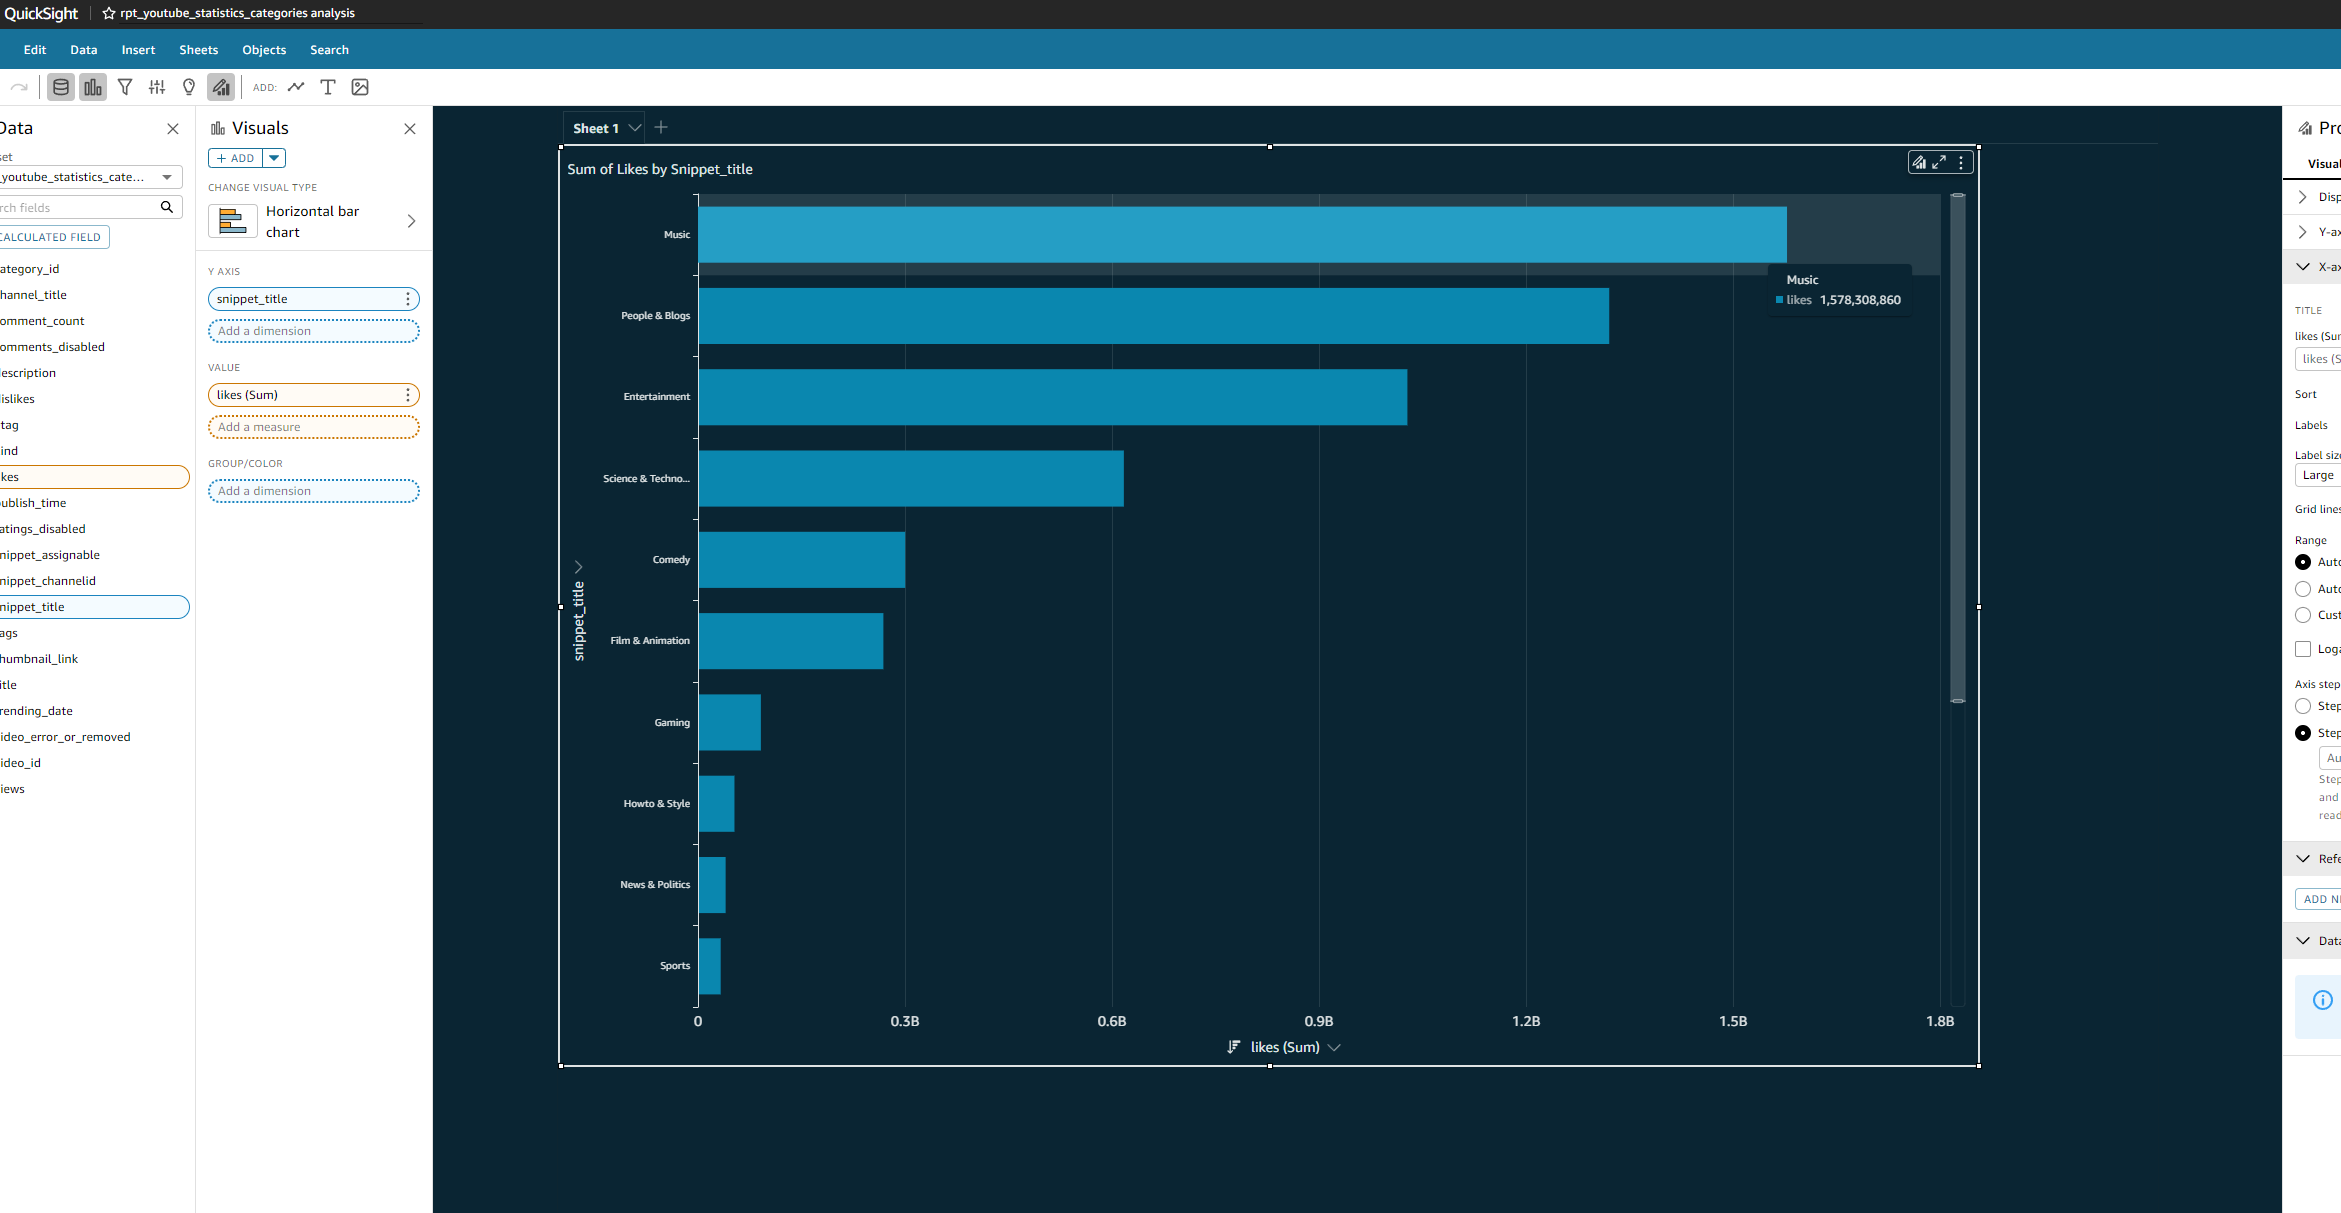 QuickSight
rpt_youtube_statistics_categories analysis
Edit Data Insert Sheets Objects Search
ADD:
Data
set
_youtube_statistics_cate...
rch fields
CALCULATED FIELD
ategory_id
hannel_title
omment_count
omments_disabled
escription
islikes
tag
ind
kes
ublish_time
atings_disabled
nippet_assignable
nippet_channelid
nippet_title
ags
humbnail_link
itle
rending_date
ideo_error_or_removed
ideo_id
iews
Visuals
+ ADD
CHANGE VISUAL TYPE
Horizontal bar
chart
Y AXIS
snippet_title
Add a dimension
VALUE
likes (Sum)
Add a measure
GROUP/COLOR
Add a dimension
Sheet 1
Sum of Likes by Snippet_title
Music
People & Blogs
Entertainment
Science & Techno...
Comedy
Film & Animation
Gaming
Howto & Style
News & Politics
Sports
snippet_title
Music
likes 1,578,308,860
0 0.3B 0.6B 0.9B 1.2B 1.5B 1.8B
likes (Sum)
Pro
Visual
Disp
Y-ax
X-ax
TITLE
likes (Sum
likes (S
Sort
Labels
Label size
Large
Grid lines
Range
Auto
Auto
Cust
Loga
Axis step
Step
Step
Au
Step
and
read
Refe
ADD NE
Data